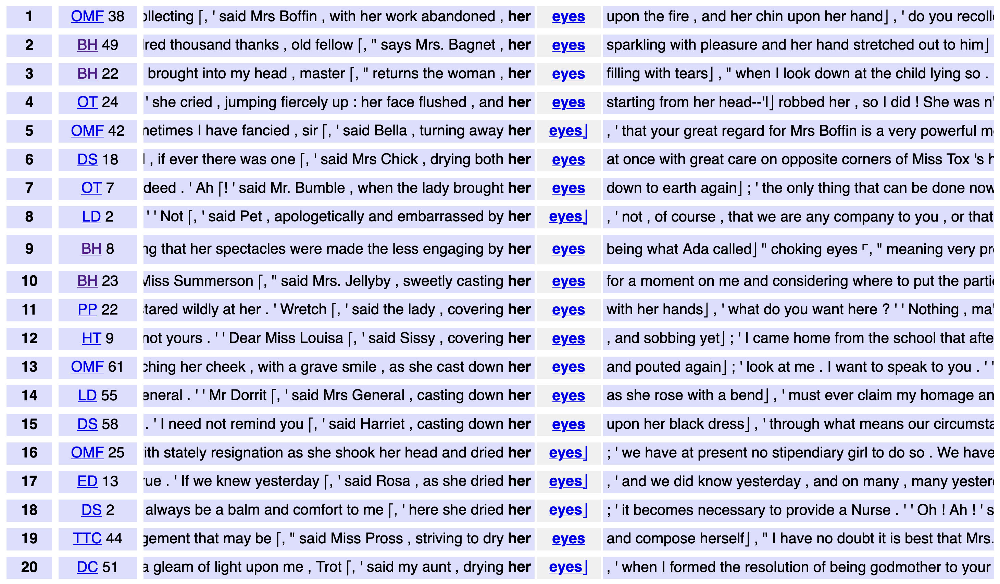 1 OMF 38 ollecting ⌈, ' said Mrs Boffin , with her work abandoned , her eyes upon the fire , and her chin upon her hand⌋ , ' do you recolle
2 BH 49 dred thousand thanks , old fellow ⌈, " says Mrs. Bagnet , her eyes sparkling with pleasure and her hand stretched out to him⌋
3 BH 22 brought into my head , master ⌈, " returns the woman , her eyes filling with tears⌋ , " when I look down at the child lying so .
4 OT 24 ' she cried , jumping fiercely up : her face flushed , and her eyes starting from her head--'I⌋ robbed her , so I did ! She was n'
5 OMF 42 metimes I have fancied , sir ⌈, ' said Bella , turning away her eyes⌋ , ' that your great regard for Mrs Boffin is a very powerful mo
6 DS 18 , if ever there was one ⌈, ' said Mrs Chick , drying both her eyes at once with great care on opposite corners of Miss Tox 's h
7 OT 7 deed . ' Ah ⌈! ' said Mr. Bumble , when the lady brought her eyes down to earth again⌋ ; ' the only thing that can be done now
8 LD 2 ' ' Not ⌈, ' said Pet , apologetically and embarrassed by her eyes⌋ , ' not , of course , that we are any company to you , or that
9 BH 8 ng that her spectacles were made the less engaging by her eyes being what Ada called⌋ " choking eyes ⌜, " meaning very pro
10 BH 23 Miss Summerson ⌈, " said Mrs. Jellyby , sweetly casting her eyes for a moment on me and considering where to put the partic
11 PP 22 stared wildly at her . ' Wretch ⌈, ' said the lady , covering her eyes with her hands⌋ , ' what do you want here ? ' ' Nothing , ma'
12 HT 9 not yours . ' ' Dear Miss Louisa ⌈, ' said Sissy , covering her eyes , and sobbing yet⌋ ; ' I came home from the school that afte
13 OMF 61 ching her cheek , with a grave smile , as she cast down her eyes and pouted again⌋ ; ' look at me . I want to speak to you . ' '
14 LD 55 eneral . ' ' Mr Dorrit ⌈, ' said Mrs General , casting down her eyes as she rose with a bend⌋ , ' must ever claim my homage an
15 DS 58 . ' I need not remind you ⌈, ' said Harriet , casting down her eyes upon her black dress⌋ , ' through what means our circumsta
16 OMF 25 ith stately resignation as she shook her head and dried her eyes⌋ ; ' we have at present no stipendiary girl to do so . We have
17 ED 13 rue . ' If we knew yesterday ⌈, ' said Rosa , as she dried her eyes⌋ , ' and we did know yesterday , and on many , many yestere
18 DS 2 always be a balm and comfort to me ⌈, ' here she dried her eyes⌋ ; ' it becomes necessary to provide a Nurse . ' ' Oh ! Ah ! ' s
19 TTC 44 gement that may be ⌈, " said Miss Pross , striving to dry her eyes and compose herself⌋ , " I have no doubt it is best that Mrs.
20 DC 51 a gleam of light upon me , Trot ⌈, ' said my aunt , drying her eyes⌋ , ' when I formed the resolution of being godmother to your